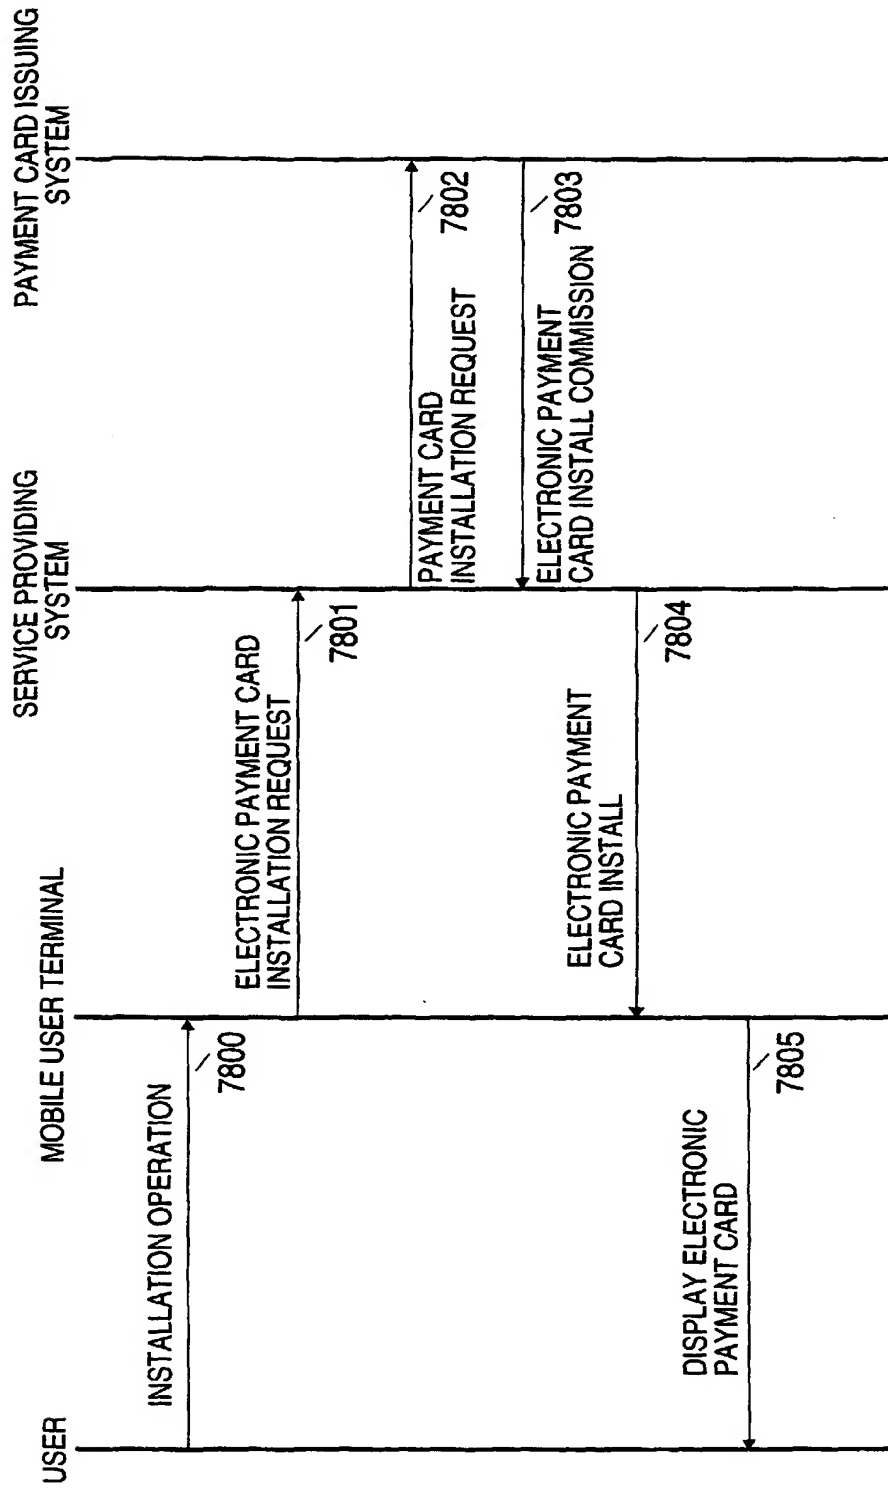 USER
MOBILE USER TERMINAL
SERVICE PROVIDING
SYSTEM
PAYMENT CARD ISSUING
SYSTEM
INSTALLATION OPERATION
7800
ELECTRONIC PAYMENT CARD
INSTALLATION REQUEST
7801
PAYMENT CARD
INSTALLATION REQUEST
7802
ELECTRONIC PAYMENT
CARD INSTALL COMMISSION
7803
ELECTRONIC PAYMENT
CARD INSTALL
7804
DISPLAY ELECTRONIC
PAYMENT CARD
7805